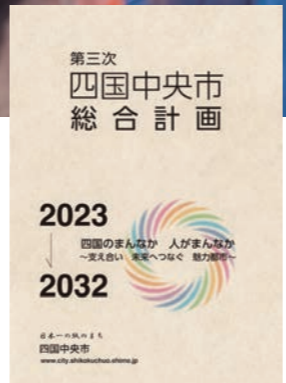 第三次
四国中央市
総合計画
2023
↓
2032
四国のまんなか 人がまんなか
～支え合い 未来へつなぐ 魅力都市～
日本一の紙のまち
四国中央市
www.city.shikokuchuo.ehime.jp